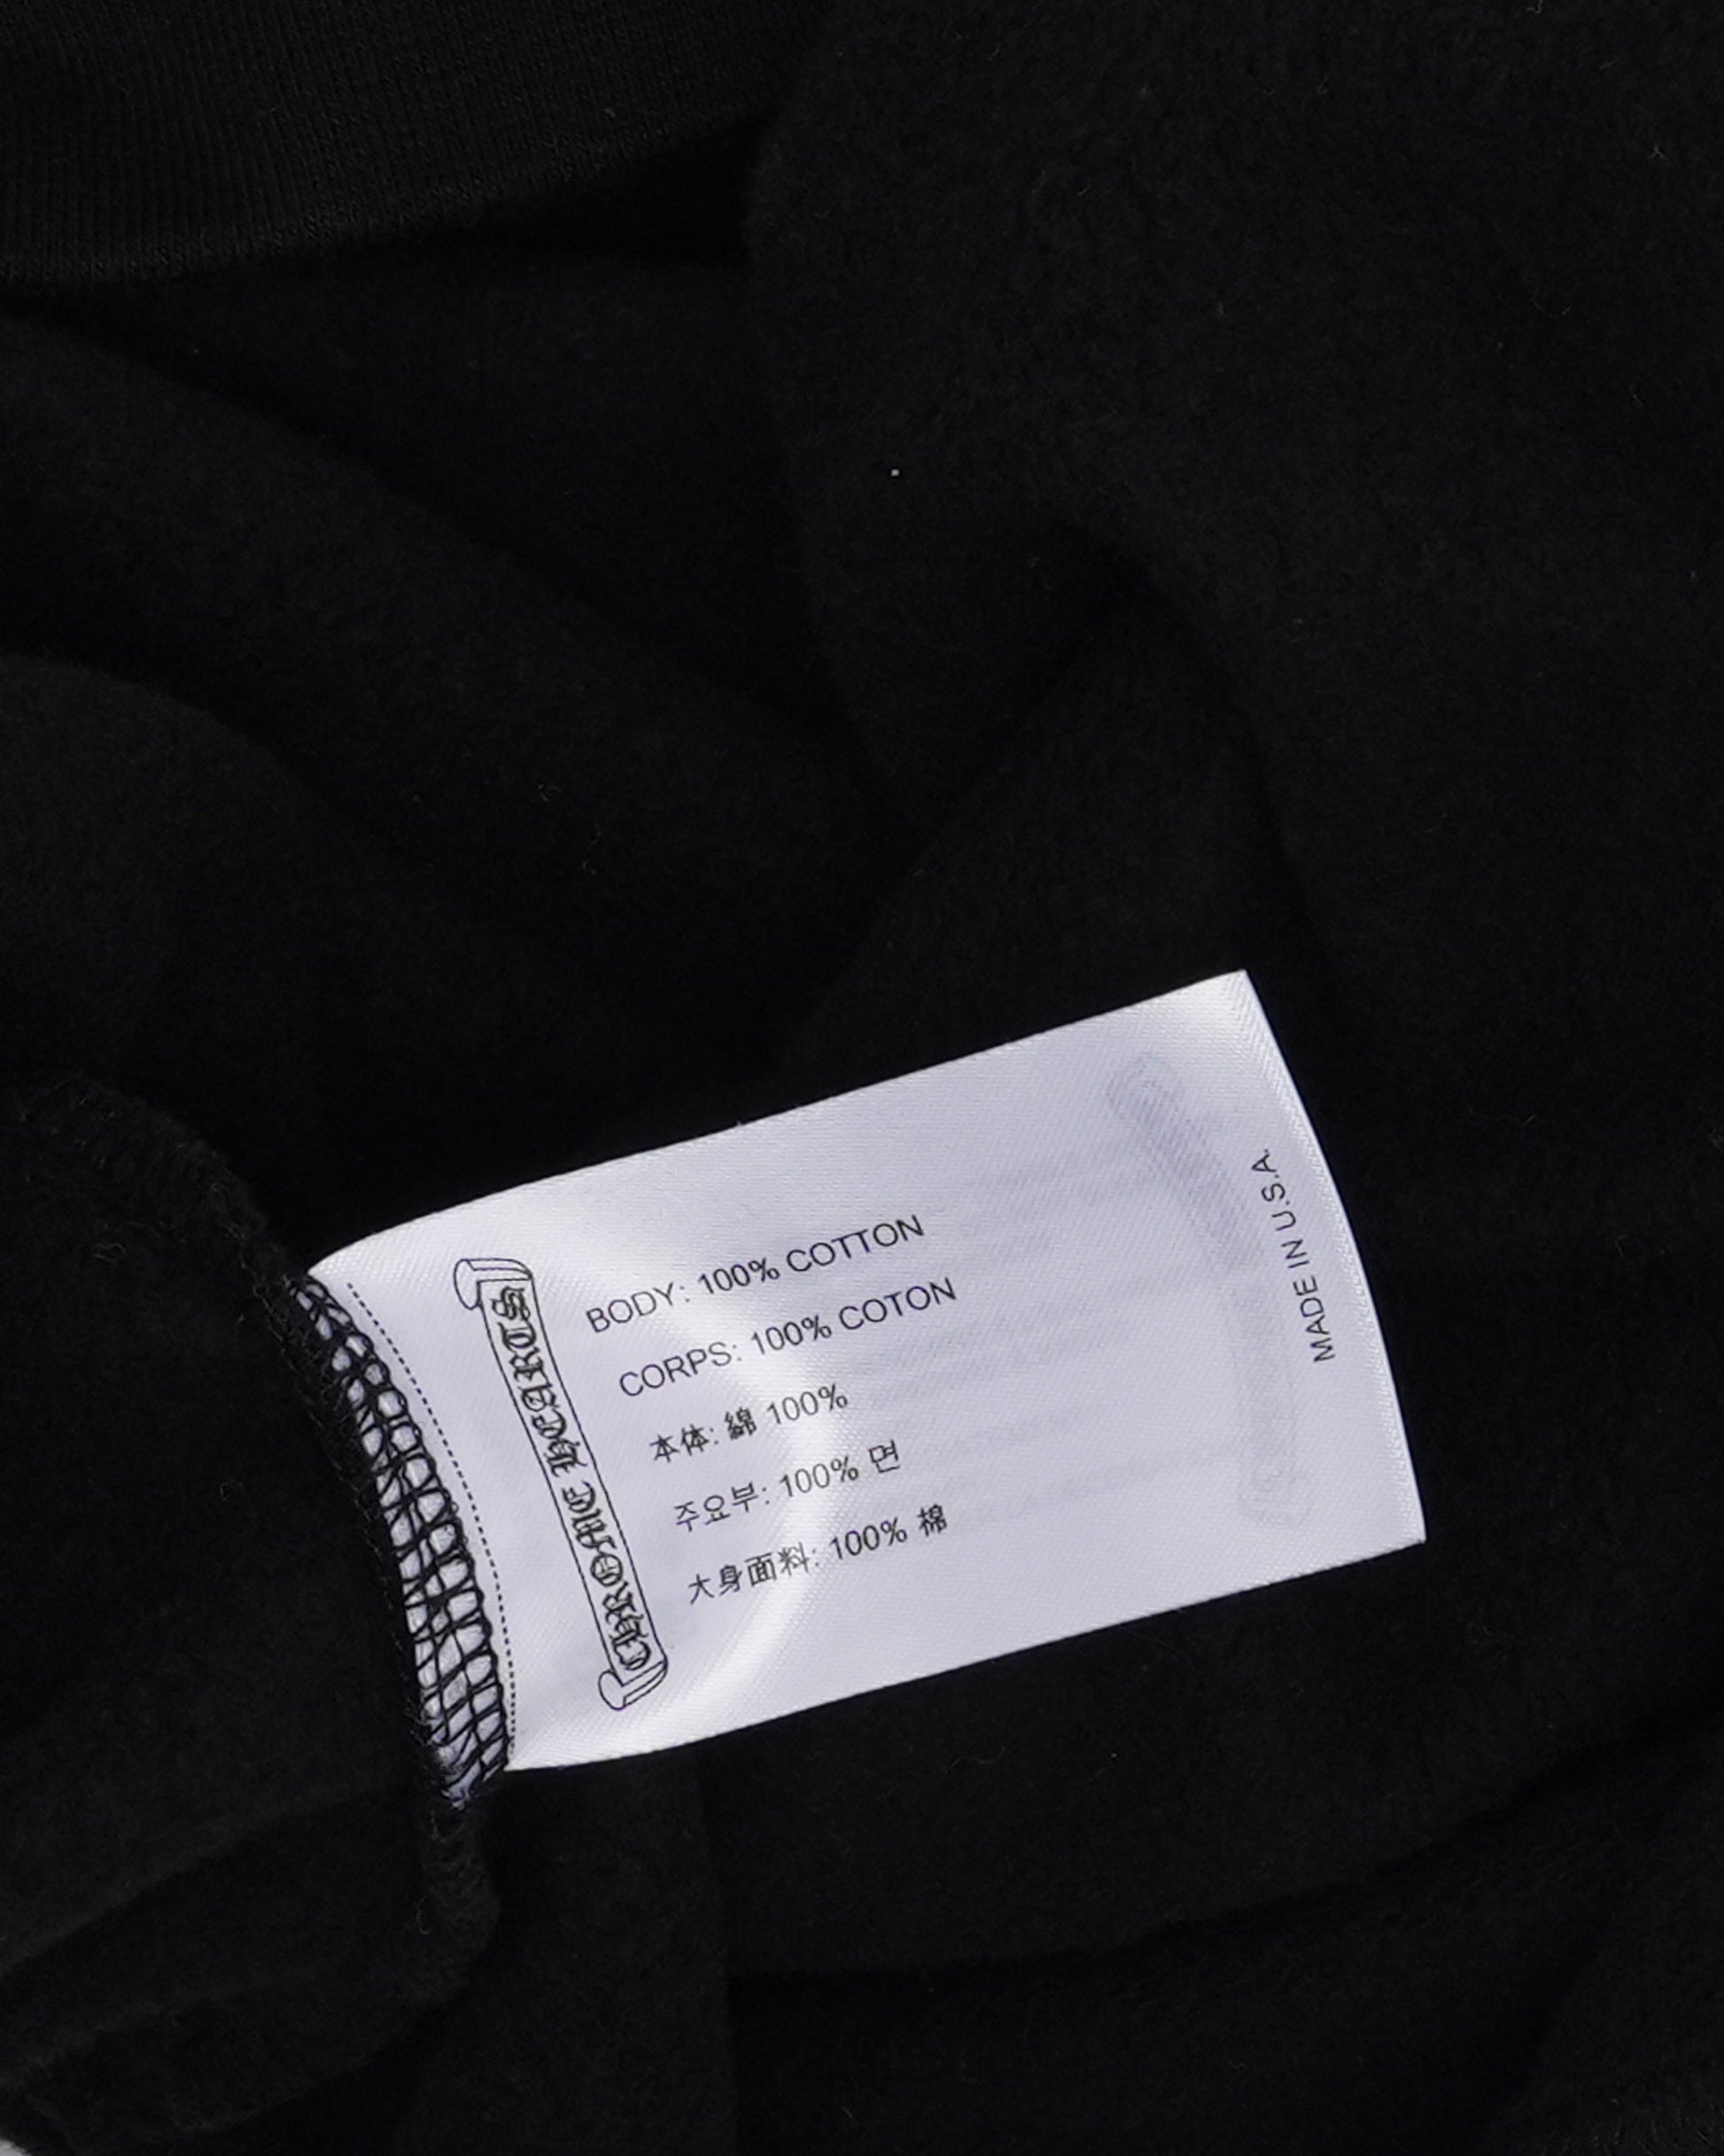 CHROME HEARTS
BODY: 100% COTTON
CORPS: 100% COTON
本体: 綿 100%
주요부: 100% 면
大身面料: 100% 棉
MADE IN U.S.A.